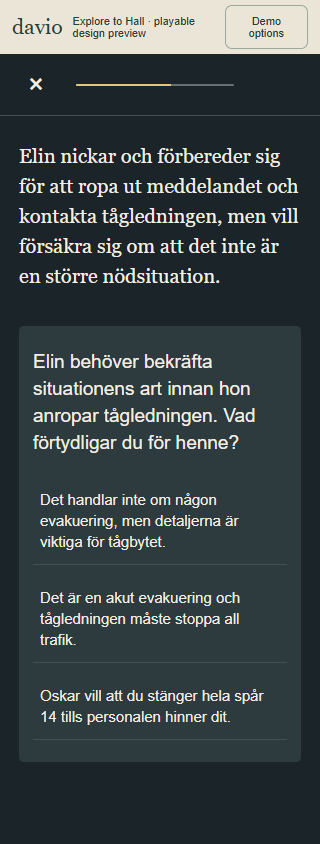 davio
Explore to Hall · playable
design preview
Demo
options
×
Elin nickar och förbereder sig
för att ropa ut meddelandet och
kontakta tågledningen, men vill
försäkra sig om att det inte är
en större nödsituation.
Elin behöver bekräfta
situationens art innan hon
anropar tågledningen. Vad
förtydligar du för henne?
Det handlar inte om någon
evakuering, men detaljerna är
viktiga för tågbytet.
Det är en akut evakuering och
tågledningen måste stoppa all
trafik.
Oskar vill att du stänger hela spår
14 tills personalen hinner dit.